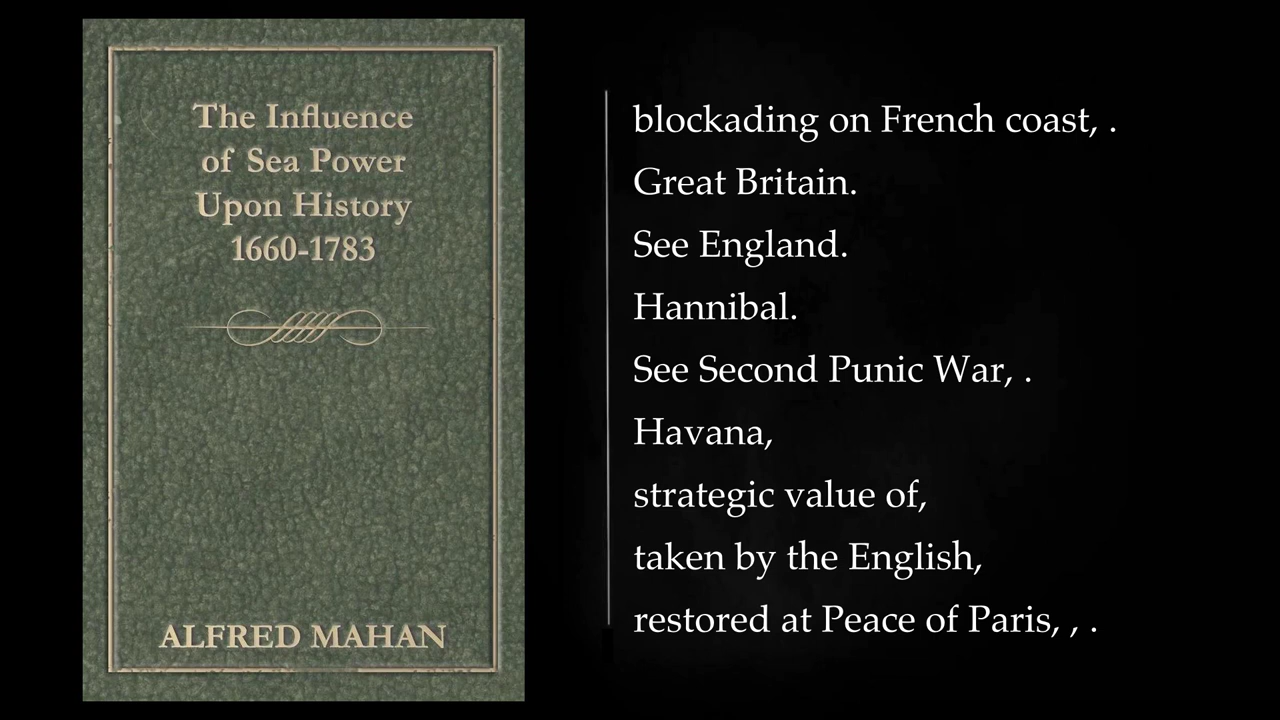 The Influence
of Sea Power
Upon History
1660-1783
ALFRED MAHAN
blockading on French coast, .
Great Britain.
See England.
Hannibal.
See Second Punic War, .
Havana,
strategic value of,
taken by the English,
restored at Peace of Paris, , .